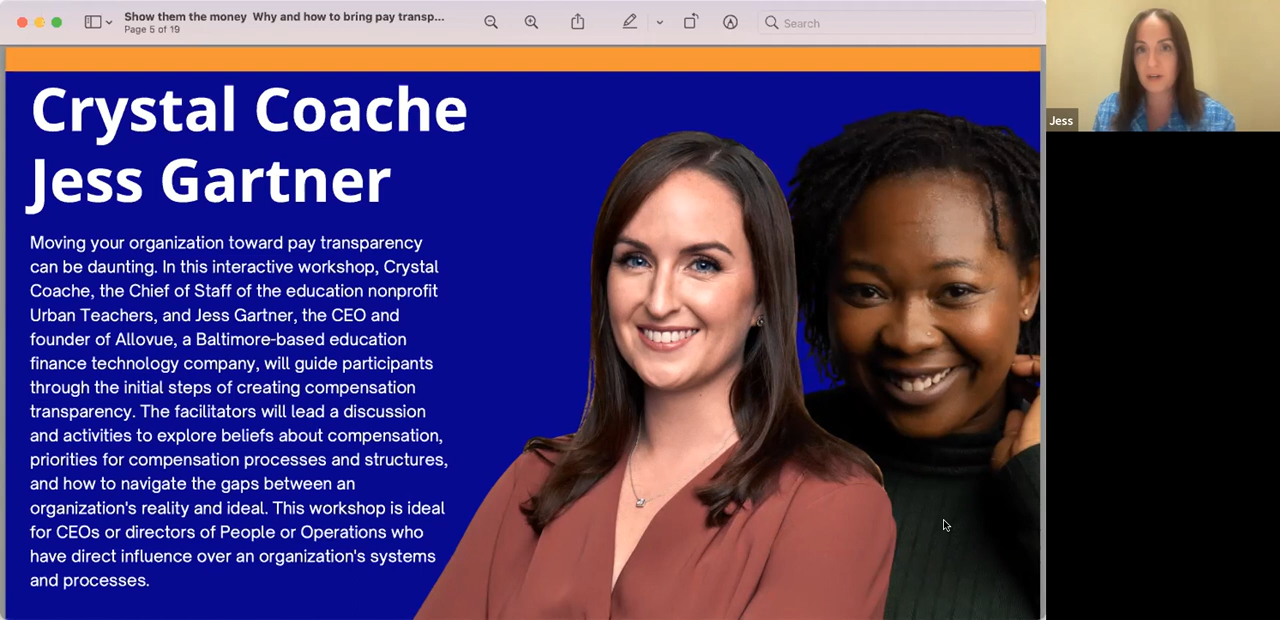 Show them the money  Why and how to bring pay transp...
Page 5 of 19
Search
Crystal Coache
Jess Gartner
Moving your organization toward pay transparency
can be daunting. In this interactive workshop, Crystal
Coache, the Chief of Staff of the education nonprofit
Urban Teachers, and Jess Gartner, the CEO and
founder of Allovue, a Baltimore-based education
finance technology company, will guide participants
through the initial steps of creating compensation
transparency. The facilitators will lead a discussion
and activities to explore beliefs about compensation,
priorities for compensation processes and structures,
and how to navigate the gaps between an
organization's reality and ideal. This workshop is ideal
for CEOs or directors of People or Operations who
have direct influence over an organization's systems
and processes.
Jess